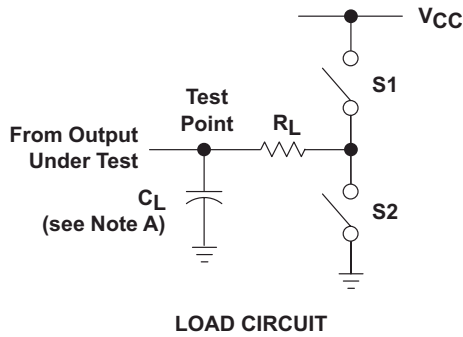 VCC
S1
Test
Point
RL
From Output
Under Test
CL
(see Note A)
S2
LOAD CIRCUIT